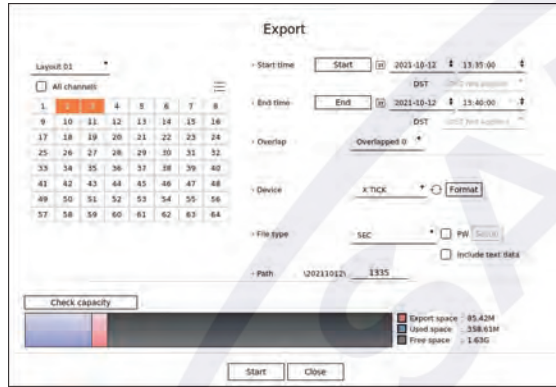 Export
Layout 01
All channels
1 2 3 4 5 6 7 8
9 10 11 12 13 14 15 16
17 18 19 20 21 22 23 24
25 26 27 28 29 30 31 32
33 34 35 36 37 38 39 40
41 42 43 44 45 46 47 48
49 50 51 52 53 54 55 56
57 58 59 60 61 62 63 64
Start time Start 2021-10-12 13:35:00
DST
End time End 2021-10-12 13:40:00
DST
Overlap Overlapped 0
Device X'TICK Format
File type SEC PW
Include text data
Path \20211012\ 1335
Check capacity
Export space 85.42M
Used space 358.61M
Free space 1.63G
Start Close